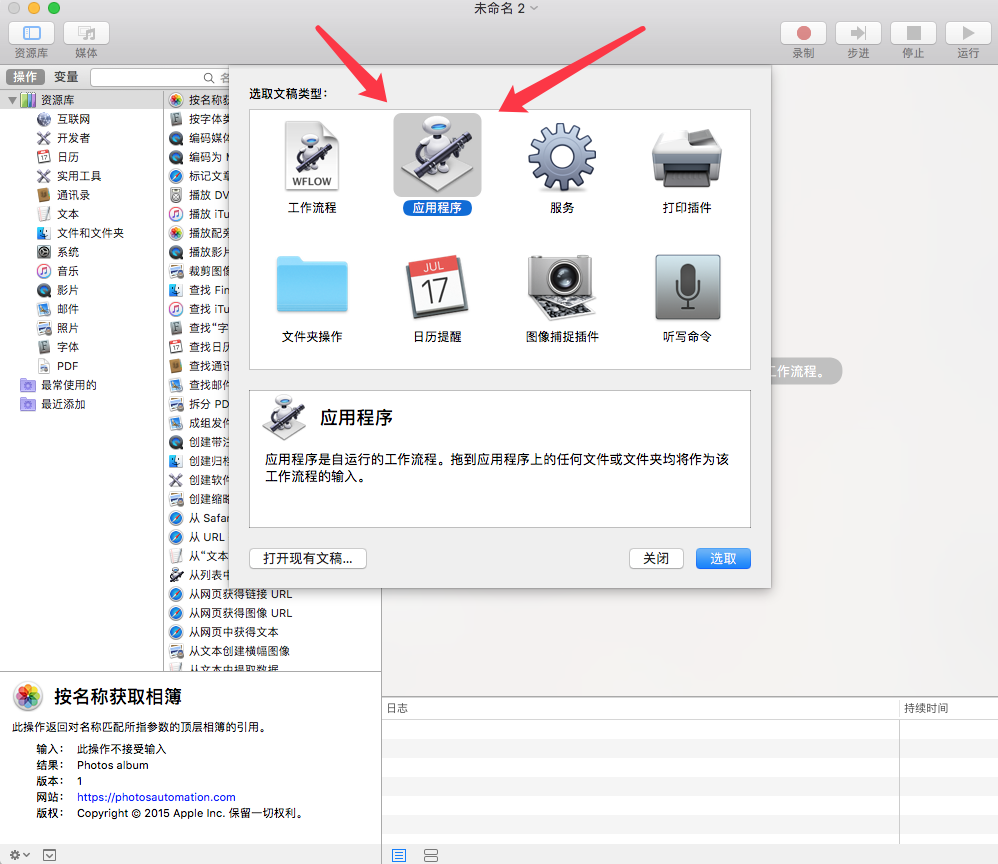 未命名 2
资源库
媒体
录制
步进
停止
运行
操作
变量
名
资源库
互联网
开发者
日历
实用工具
通讯录
文本
文件和文件夹
系统
音乐
影片
邮件
照片
字体
PDF
最常使用的
最近添加
按名称获
按字体类
编码媒体
编码为
标记文章
播放 DV
播放 iTu
播放配旁
播放影片
裁剪图像
查找 Fin
查找 iTu
查找“字
查找日历
查找通讯
查找邮件
拆分 PD
成组发件
创建带注
创建归档
创建软件
创建缩略
从 Safar
从 URL
从“文本
从列表中
从网页获得链接 URL
从网页获得图像 URL
从网页中获得文本
从文本创建横幅图像
从文本中提取数据
选取文稿类型：
WFLOW
工作流程
应用程序
服务
打印插件
文件夹操作
JUL
17
日历提醒
图像捕捉插件
听写命令
工作流程。
应用程序
应用程序是自运行的工作流程。拖到应用程序上的任何文件或文件夹均将作为该
工作流程的输入。
打开现有文稿...
关闭
选取
按名称获取相簿
此操作返回对名称匹配所指参数的顶层相簿的引用。
输入： 此操作不接受输入
结果： Photos album
版本： 1
网站： https://photosautomation.com
版权： Copyright © 2015 Apple Inc. 保留一切权利。
日志
持续时间